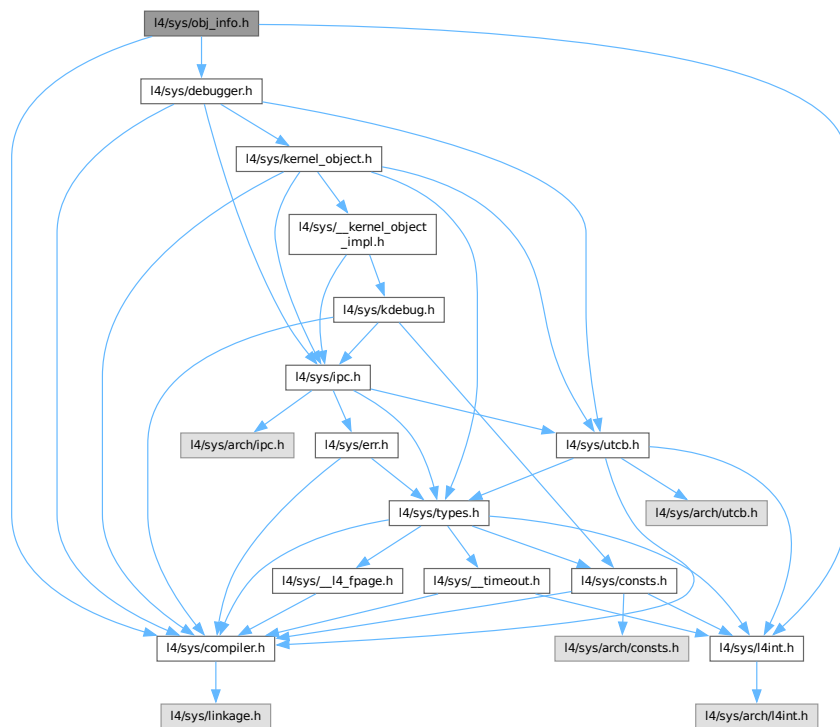 l4/sys/obj_info.h
l4/sys/debugger.h
l4/sys/kernel_object.h
l4/sys/__kernel_object
_impl.h
l4/sys/kdebug.h
l4/sys/ipc.h
l4/sys/arch/ipc.h
l4/sys/err.h
l4/sys/utcb.h
l4/sys/types.h
l4/sys/arch/utcb.h
l4/sys/__l4_fpage.h
l4/sys/__timeout.h
l4/sys/consts.h
l4/sys/compiler.h
l4/sys/arch/consts.h
l4/sys/l4int.h
l4/sys/linkage.h
l4/sys/arch/l4int.h